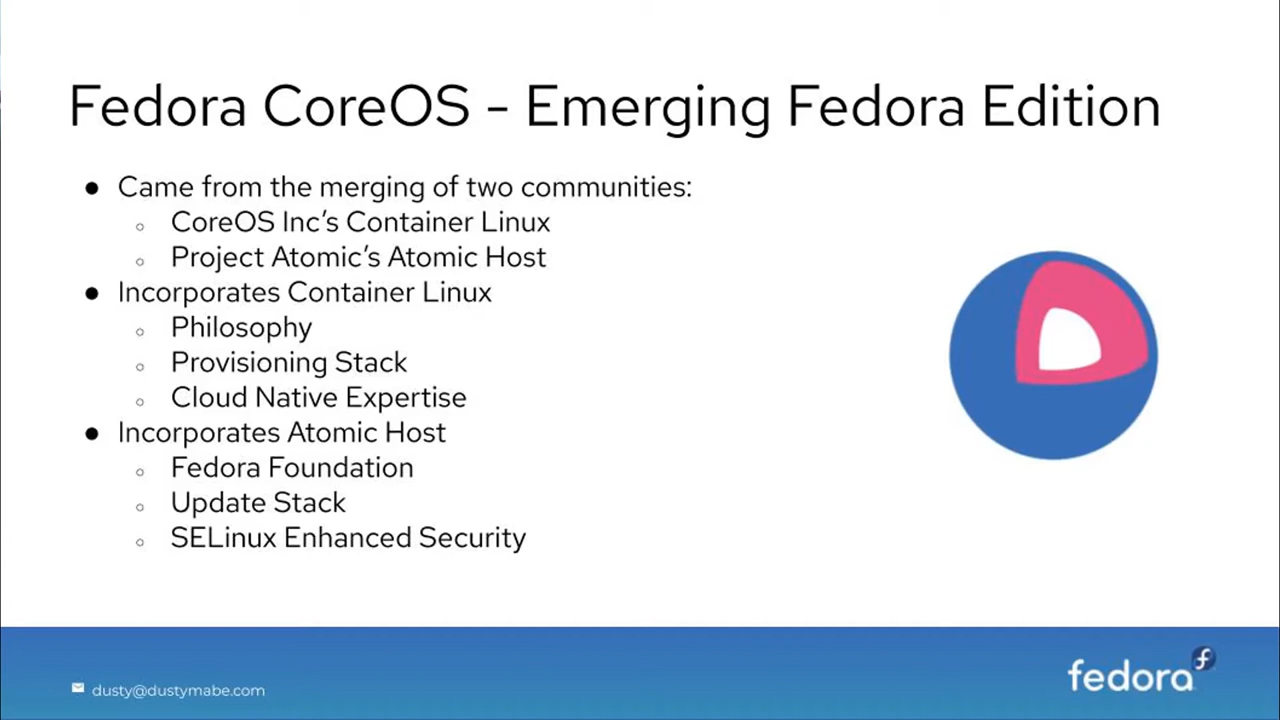 Fedora CoreOS - Emerging Fedora Edition
● Came from the merging of two communities:
○ CoreOS Inc's Container Linux
○ Project Atomic's Atomic Host
● Incorporates Container Linux
○ Philosophy
○ Provisioning Stack
○ Cloud Native Expertise
● Incorporates Atomic Host
○ Fedora Foundation
○ Update Stack
○ SELinux Enhanced Security
dusty@dustymabe.com
fedora